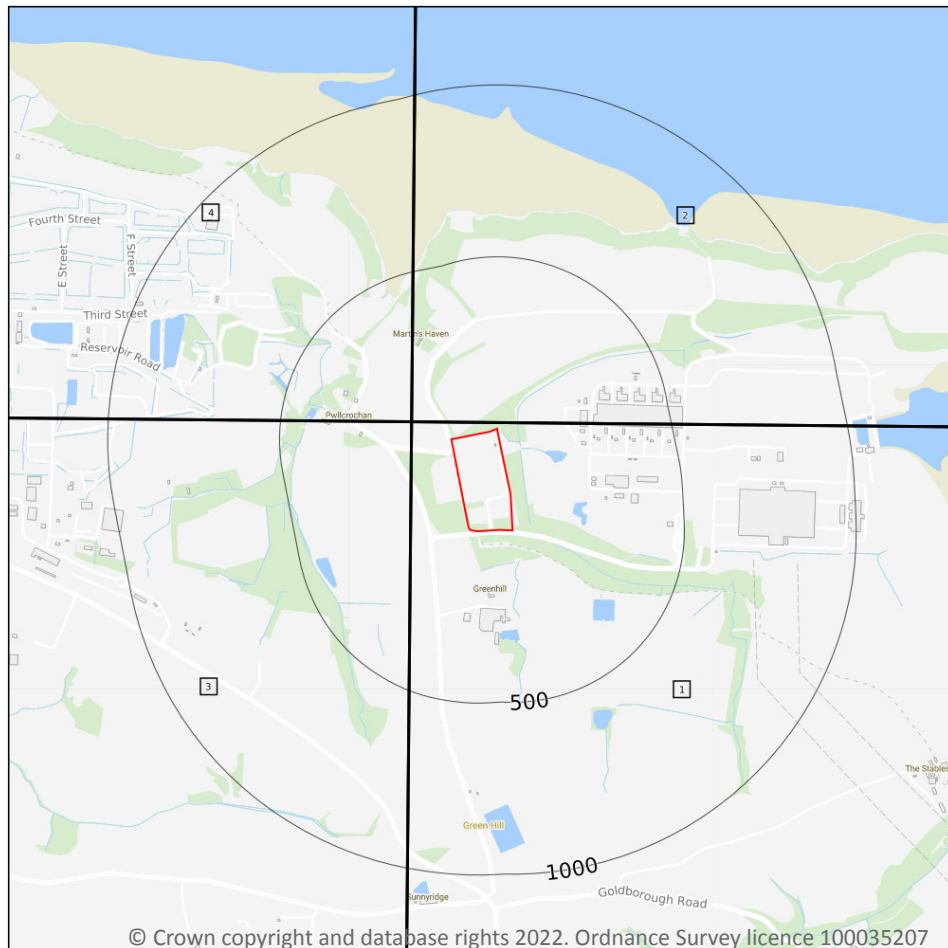 4
2
Fourth Street
E Street
F Street
Third Street
Reservoir Road
Martin's Haven
Pwllcrochan
Greenhill
3
1
500
The Stables
Green Hill
1000
Sunnyridge
Goldborough Road
© Crown copyright and database rights 2022. Ordnance Survey licence 100035207